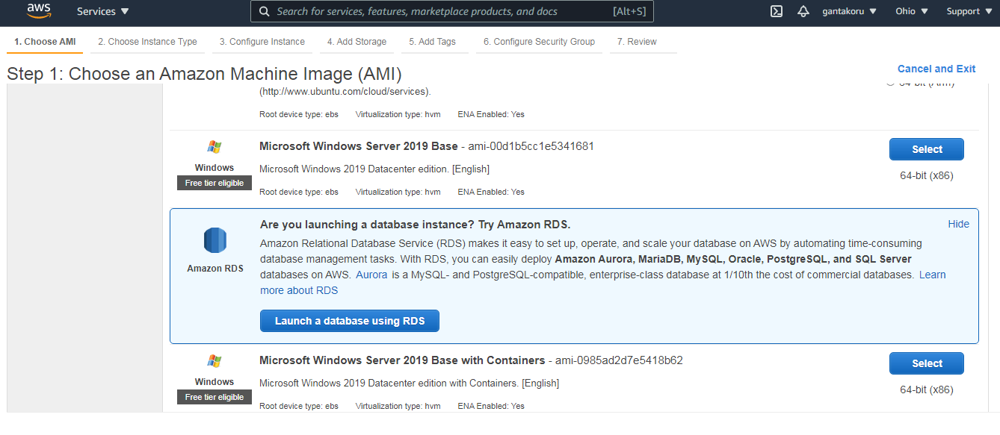 aws
Services
Search for services, features, marketplace products, and docs
[Alt+S]
gantakoru
Ohio
Support
1. Choose AMI
2. Choose Instance Type
3. Configure Instance
4. Add Storage
5. Add Tags
6. Configure Security Group
7. Review
Step 1: Choose an Amazon Machine Image (AMI)
Cancel and Exit
(http://www.ubuntu.com/cloud/services).
64-bit (Arm)
Root device type: ebs Virtualization type: hvm ENA Enabled: Yes
Windows
Free tier eligible
Microsoft Windows Server 2019 Base - ami-00d1b5cc1e5341681
Microsoft Windows 2019 Datacenter edition. [English]
Root device type: ebs Virtualization type: hvm ENA Enabled: Yes
Select
64-bit (x86)
Amazon RDS
Are you launching a database instance? Try Amazon RDS.
Hide
Amazon Relational Database Service (RDS) makes it easy to set up, operate, and scale your database on AWS by automating time-consuming
database management tasks. With RDS, you can easily deploy Amazon Aurora, MariaDB, MySQL, Oracle, PostgreSQL, and SQL Server
databases on AWS. Aurora is a MySQL- and PostgreSQL-compatible, enterprise-class database at 1/10th the cost of commercial databases. Learn
more about RDS
Launch a database using RDS
Windows
Free tier eligible
Microsoft Windows Server 2019 Base with Containers - ami-0985ad2d7e5418b62
Microsoft Windows 2019 Datacenter edition with Containers. [English]
Root device type: ebs Virtualization type: hvm ENA Enabled: Yes
Select
64-bit (x86)